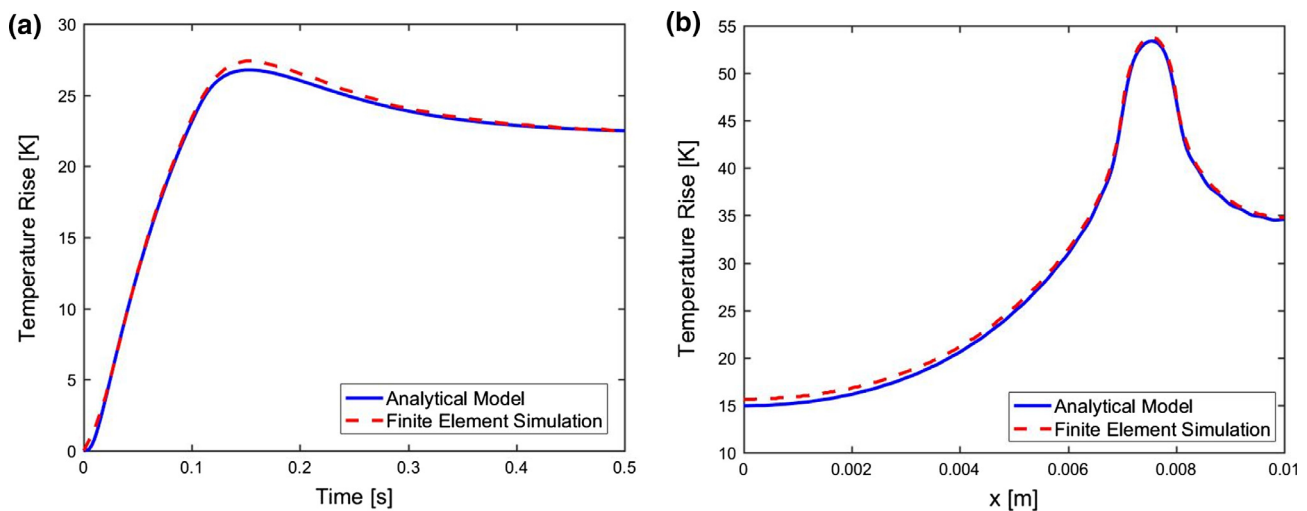 (a)
Temperature Rise [K]
30
25
20
15
10
5
0
0 0.1 0.2 0.3 0.4 0.5
Time [s]
Analytical Model
Finite Element Simulation
(b)
Temperature Rise [K]
55
50
45
40
35
30
25
20
15
10
0 0.002 0.004 0.006 0.008 0.01
x [m]
Analytical Model
Finite Element Simulation